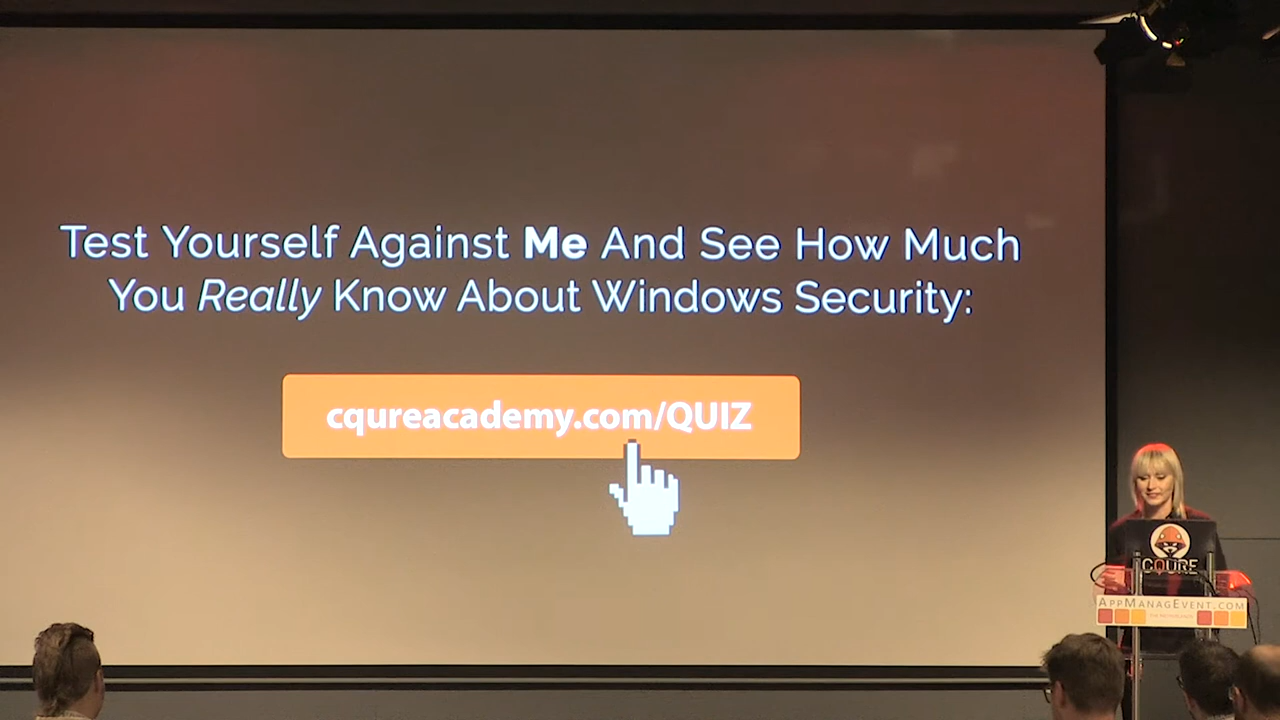 Test Yourself Against Me And See How Much
You Really Know About Windows Security:
cqureacademy.com/QUIZ
CQURE
APPMANAGEVENT.COM